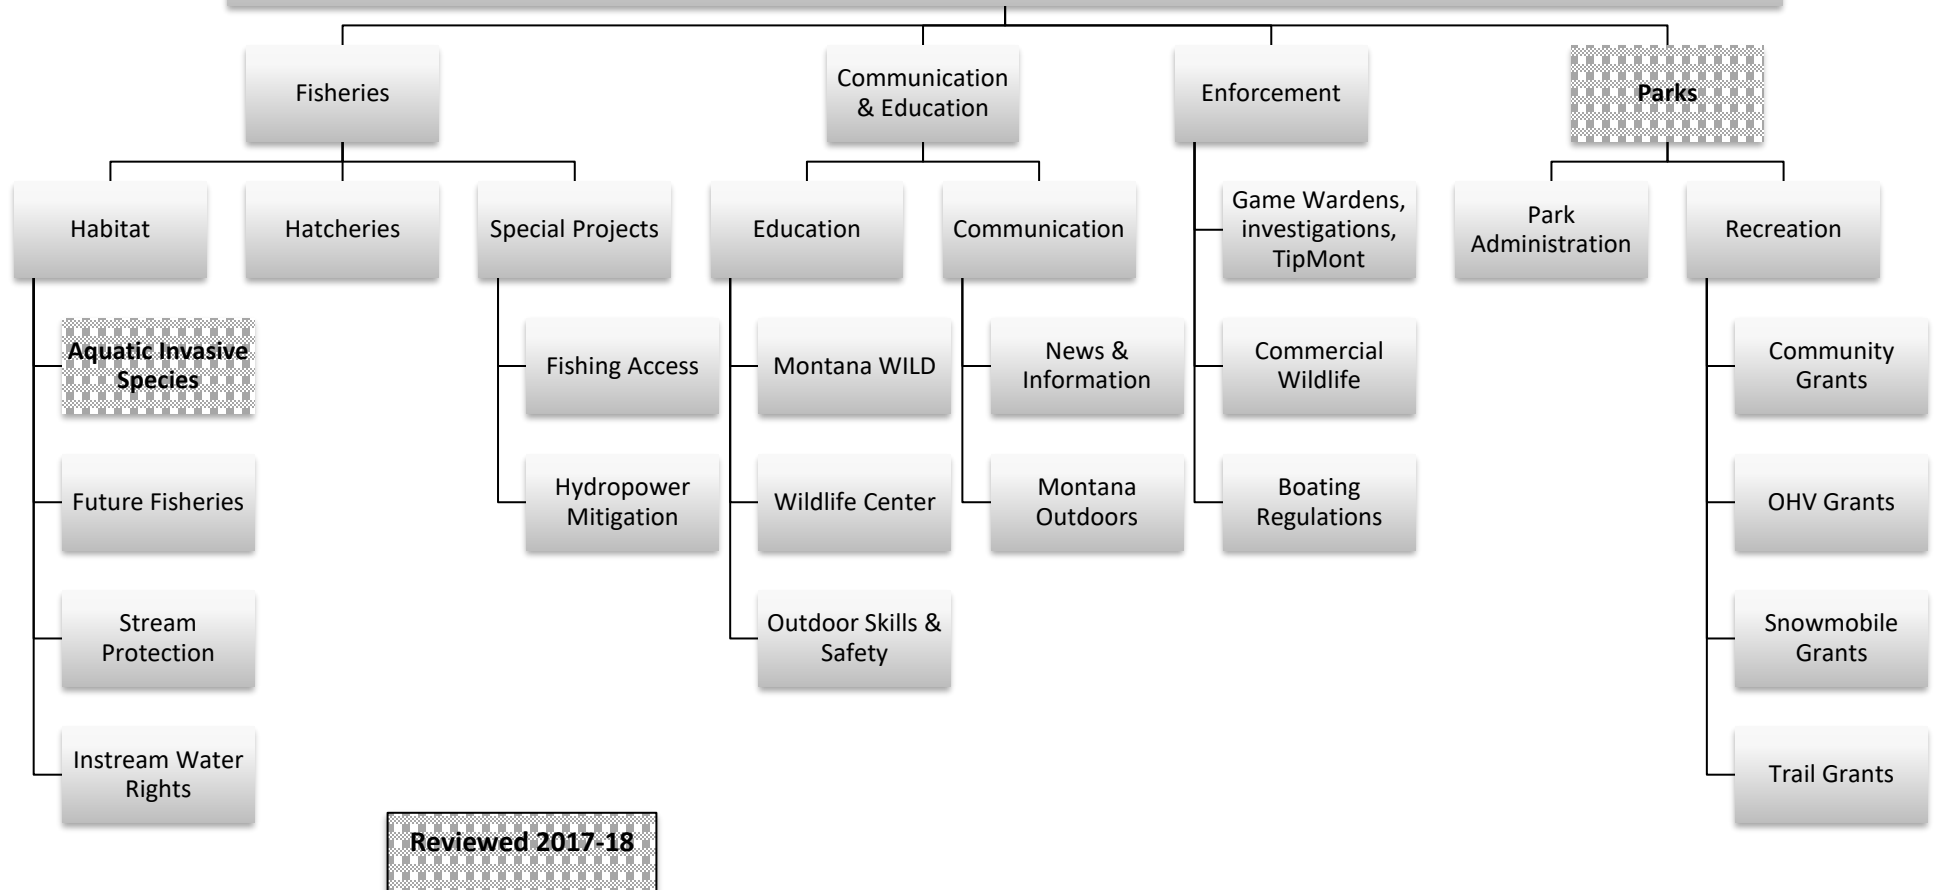 Fisheries
Communication
& Education
Enforcement
Parks
Habitat
Hatcheries
Special Projects
Education
Communication
Game Wardens,
investigations,
TipMont
Park
Administration
Recreation
Aquatic Invasive
Species
Fishing Access
Montana WILD
News &
Information
Commercial
Wildlife
Community
Grants
Future Fisheries
Hydropower
Mitigation
Wildlife Center
Montana
Outdoors
Boating
Regulations
OHV Grants
Stream
Protection
Outdoor Skills &
Safety
Snowmobile
Grants
Instream Water
Rights
Trail Grants
Reviewed 2017-18